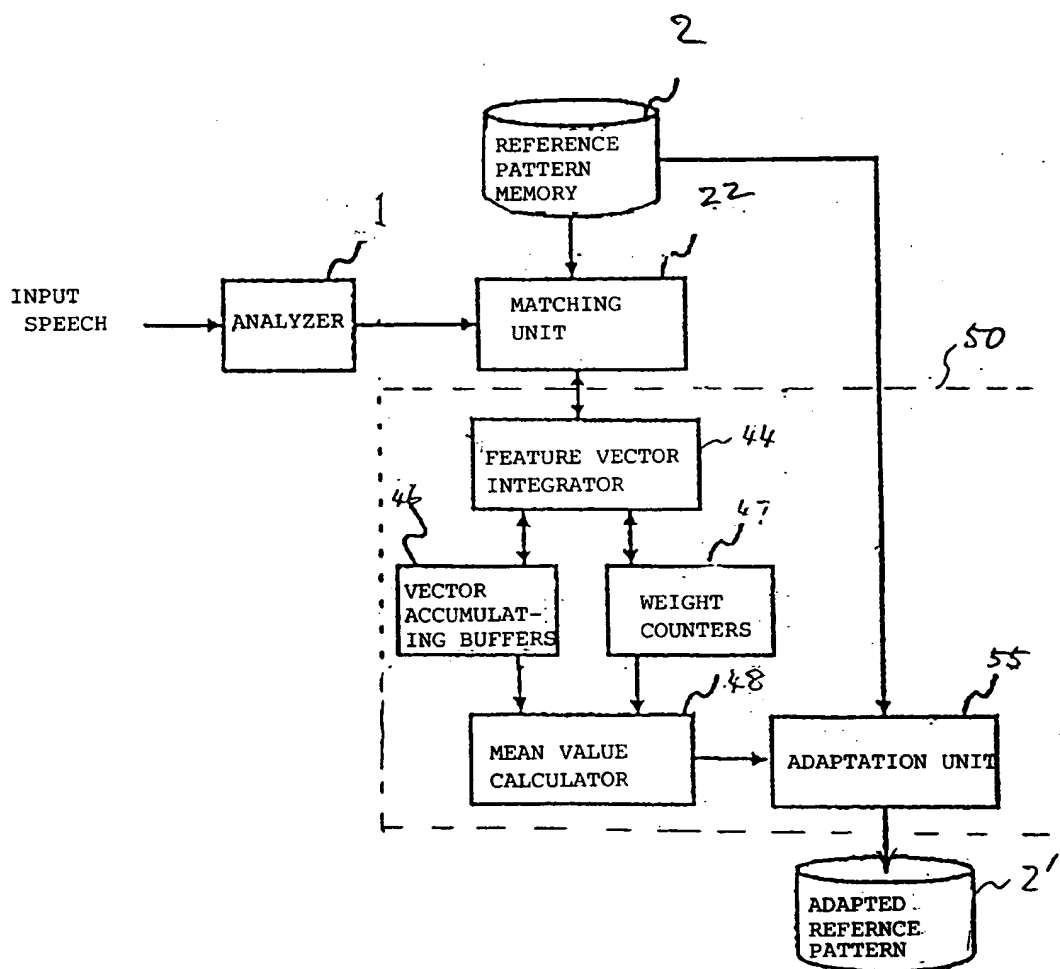 2
REFERENCE
PATTERN
MEMORY
22
1
INPUT
SPEECH
ANALYZER
MATCHING
UNIT
50
FEATURE VECTOR
INTEGRATOR
44
46
47
VECTOR
ACCUMULAT-
ING BUFFERS
WEIGHT
COUNTERS
48
55
MEAN VALUE
CALCULATOR
ADAPTATION UNIT
2'
ADAPTED
REFERNCE
PATTERN